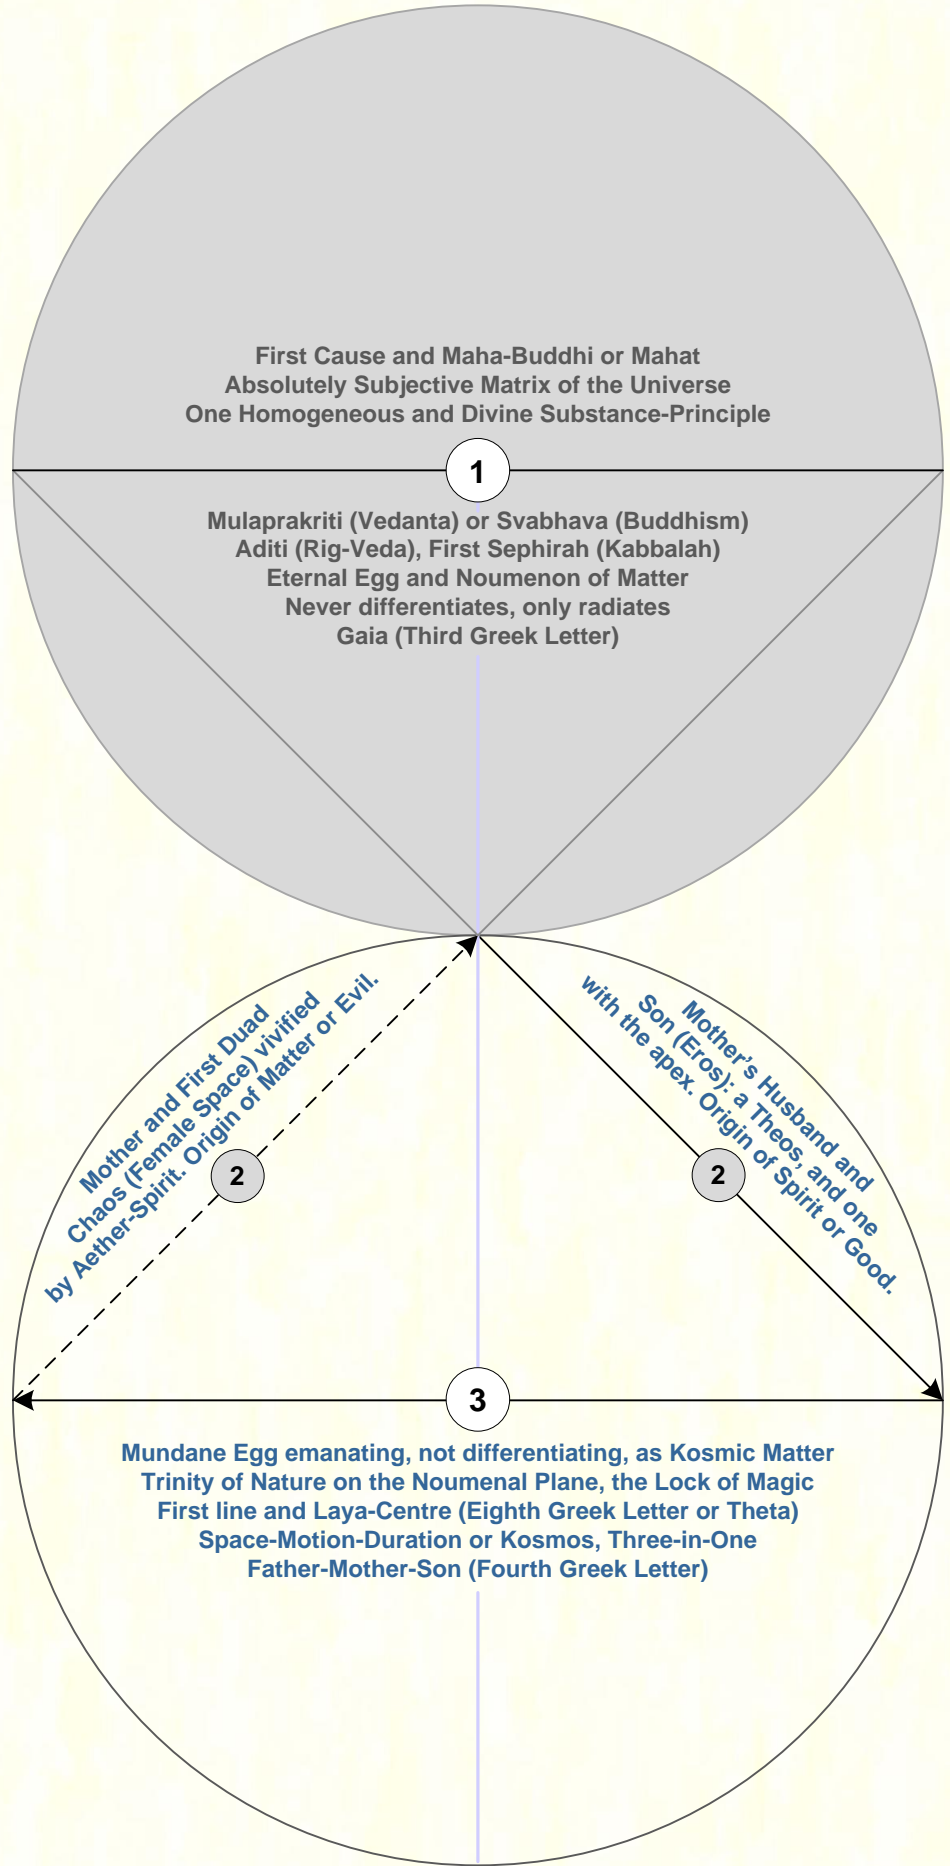 First Cause and Maha-Buddhi or Mahat
Absolutely Subjective Matrix of the Universe
One Homogeneous and Divine Substance-Principle
1
Mulaprakriti (Vedanta) or Svabhava (Buddhism)
Aditi (Rig-Veda), First Sephirah (Kabbalah)
Eternal Egg and Noumenon of Matter
Never differentiates, only radiates
Gaia (Third Greek Letter)
Mother and First Duad
Chaos (Female Space) vivified
by Aether-Spirit. Origin of Matter or Evil.
2
Mother's Husband and
Son (Eros): a Theos, and one
with the apex. Origin of Spirit or Good.
2
3
Mundane Egg emanating, not differentiating, as Kosmic Matter
Trinity of Nature on the Noumenal Plane, the Lock of Magic
First line and Laya-Centre (Eighth Greek Letter or Theta)
Space-Motion-Duration or Kosmos, Three-in-One
Father-Mother-Son (Fourth Greek Letter)